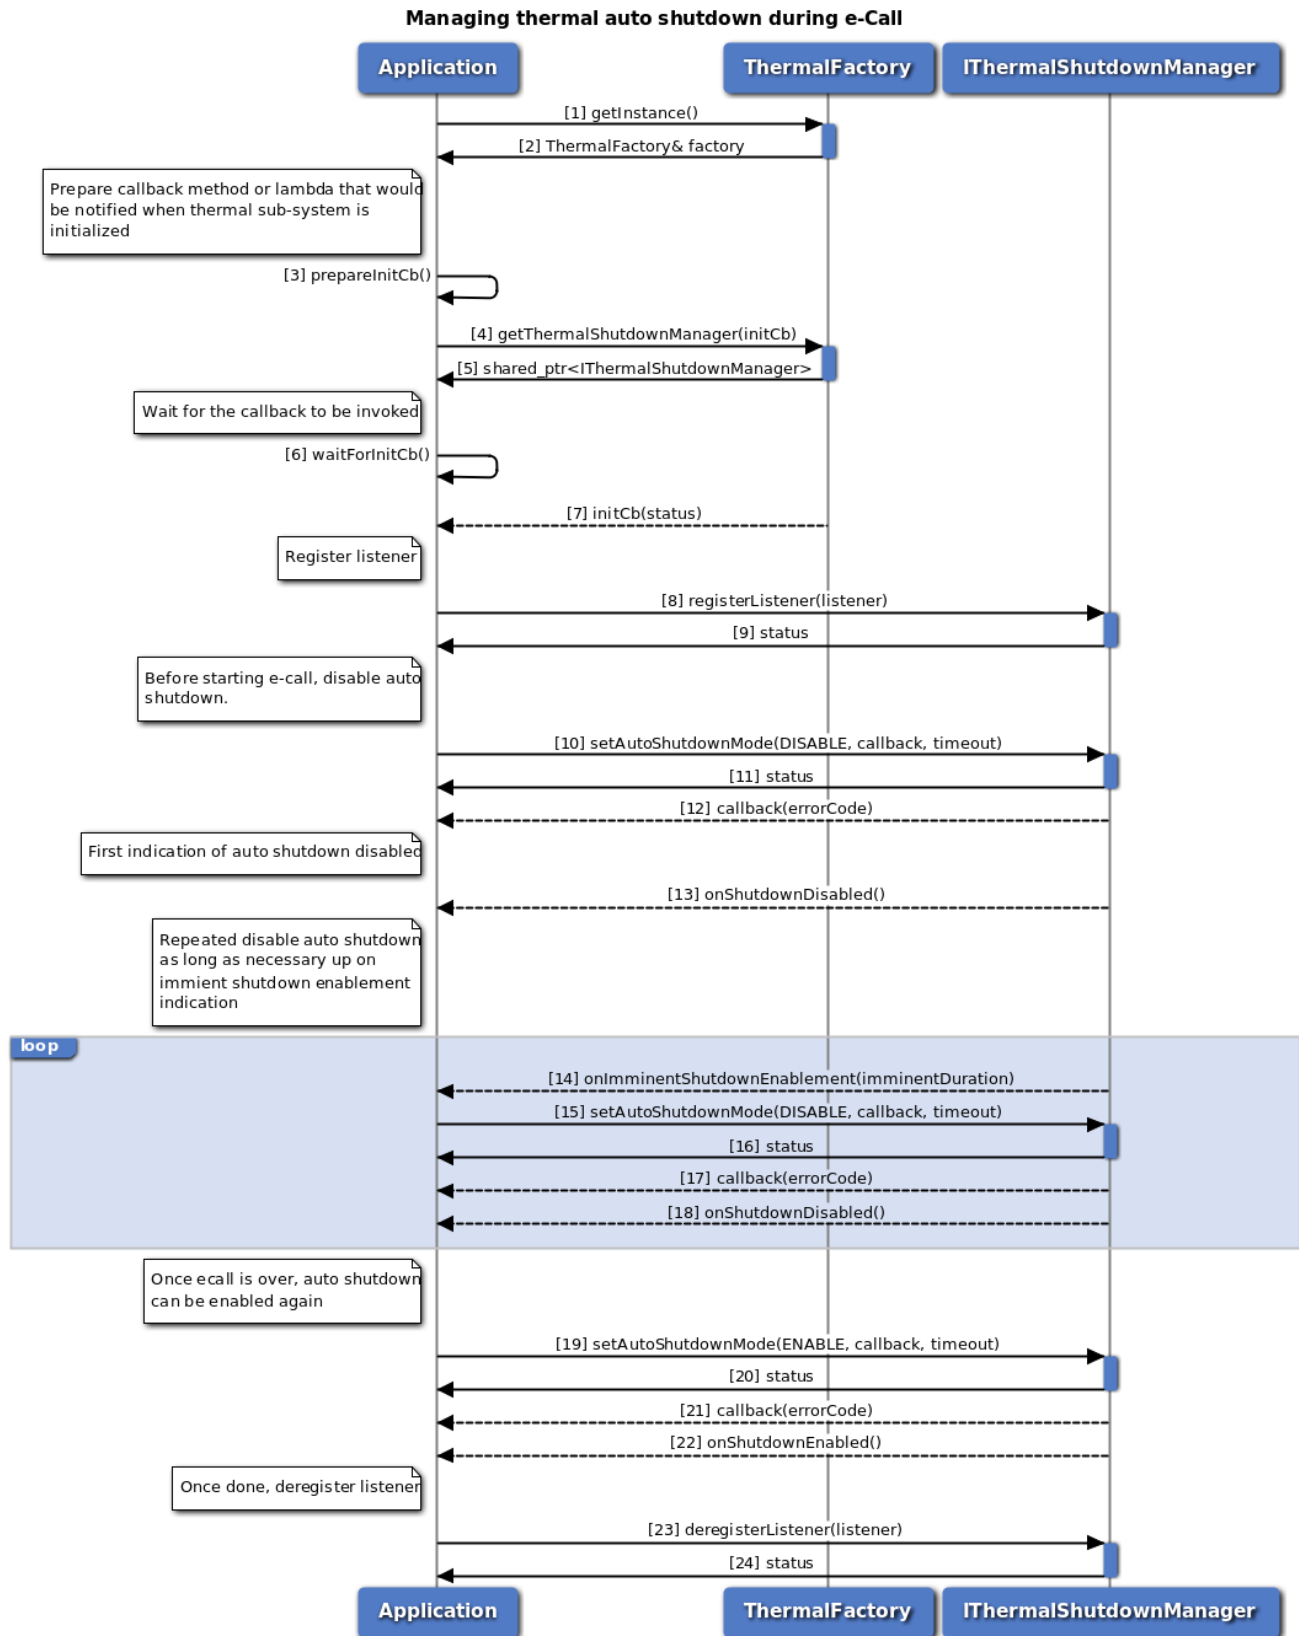 Managing thermal auto shutdown during e-Call
Application
ThermalFactory
IThermalShutdownManager
[1] getInstance()
[2] ThermalFactory& factory
Prepare callback method or lambda that would
be notified when thermal sub-system is
initialized
[3] prepareInitCb()
[4] getThermalShutdownManager(initCb)
[5] shared_ptr<IThermalShutdownManager>
Wait for the callback to be invoked
[6] waitForInitCb()
[7] initCb(status)
Register listener
[8] registerListener(listener)
[9] status
Before starting e-call, disable auto
shutdown.
[10] setAutoShutdownMode(DISABLE, callback, timeout)
[11] status
[12] callback(errorCode)
First indication of auto shutdown disabled
[13] onShutdownDisabled()
Repeated disable auto shutdown
as long as necessary up on
immient shutdown enablement
indication
loop
[14] onImminentShutdownEnablement(imminentDuration)
[15] setAutoShutdownMode(DISABLE, callback, timeout)
[16] status
[17] callback(errorCode)
[18] onShutdownDisabled()
Once ecall is over, auto shutdown
can be enabled again
[19] setAutoShutdownMode(ENABLE, callback, timeout)
[20] status
[21] callback(errorCode)
[22] onShutdownEnabled()
Once done, deregister listener
[23] deregisterListener(listener)
[24] status
Application
ThermalFactory
IThermalShutdownManager